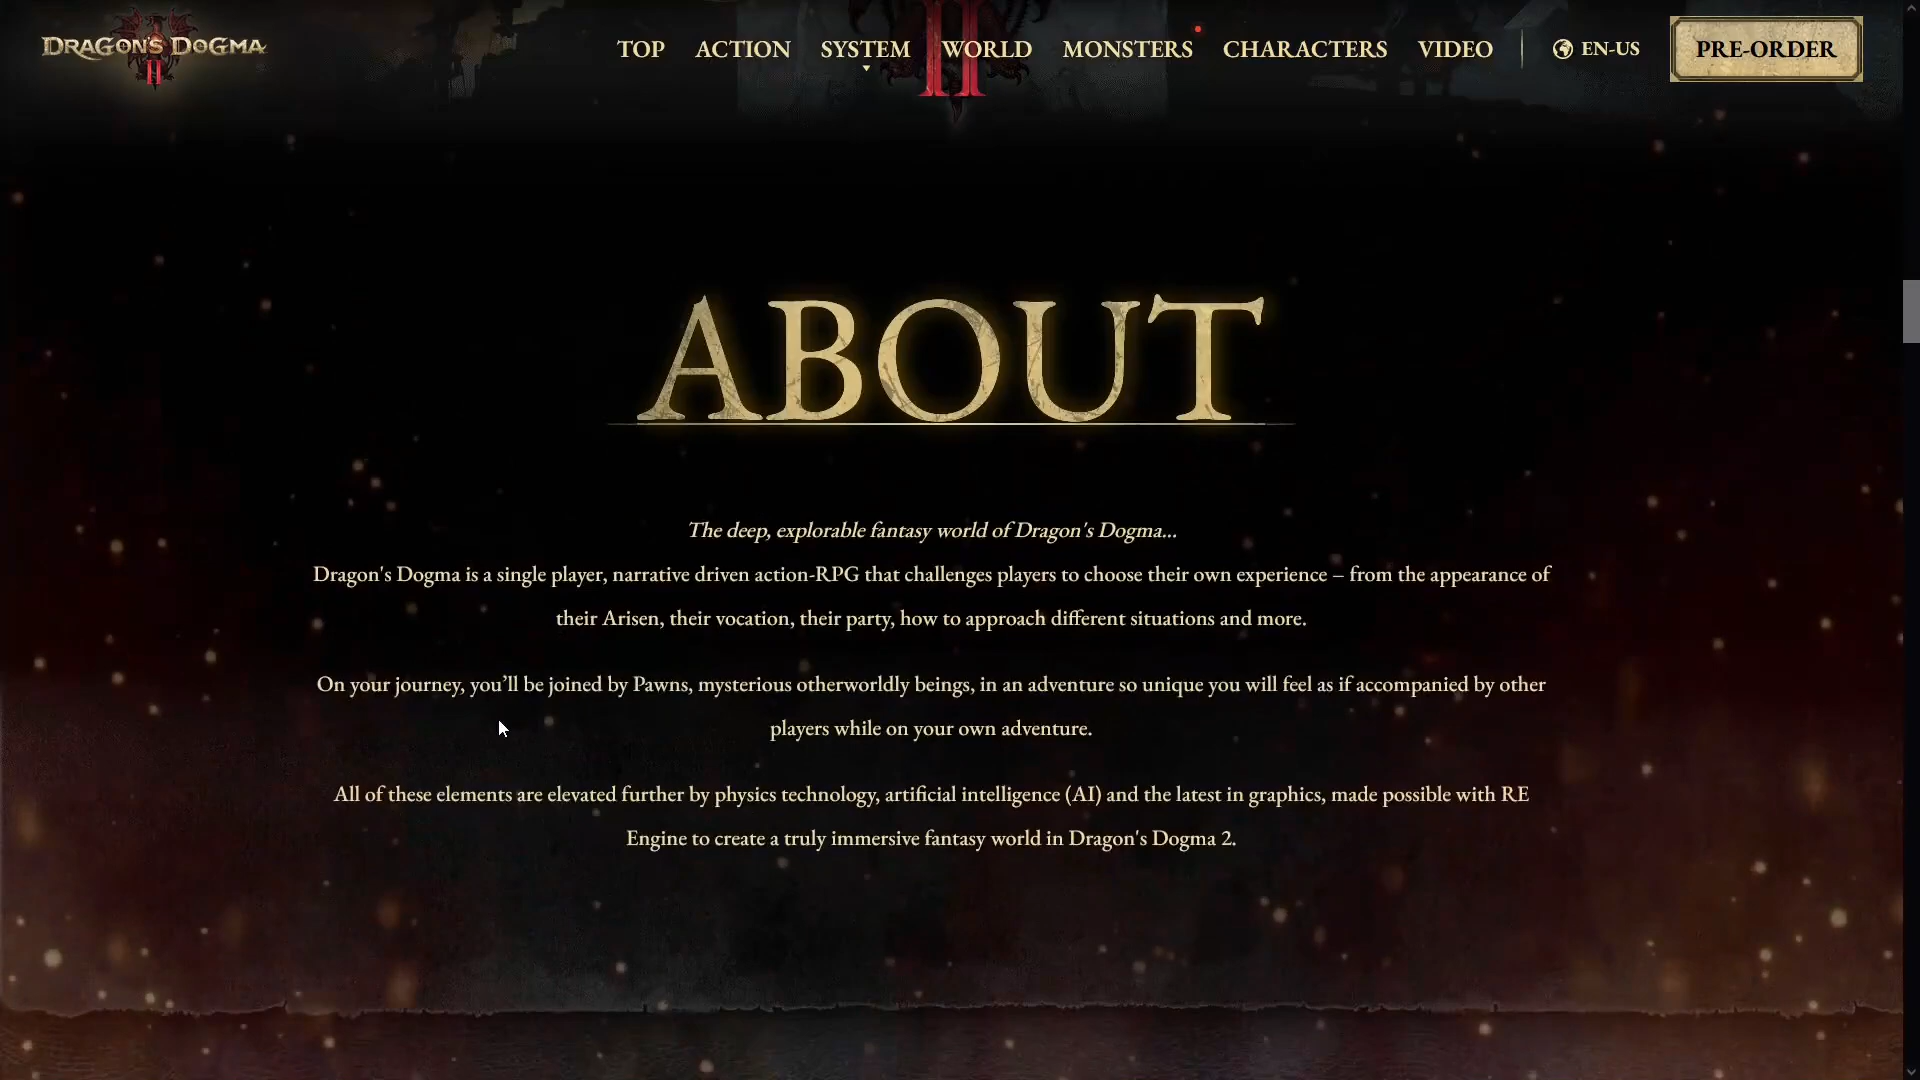 DRAGON'S DOGMA
II
TOP ACTION SYSTEM WORLD MONSTERS CHARACTERS VIDEO EN-US PRE-ORDER
II
ABOUT
The deep, explorable fantasy world of Dragon's Dogma...
Dragon's Dogma is a single player, narrative driven action-RPG that challenges players to choose their own experience – from the appearance of
their Arisen, their vocation, their party, how to approach different situations and more.
On your journey, you’ll be joined by Pawns, mysterious otherworldly beings, in an adventure so unique you will feel as if accompanied by other
players while on your own adventure.
All of these elements are elevated further by physics technology, artificial intelligence (AI) and the latest in graphics, made possible with RE
Engine to create a truly immersive fantasy world in Dragon's Dogma 2.